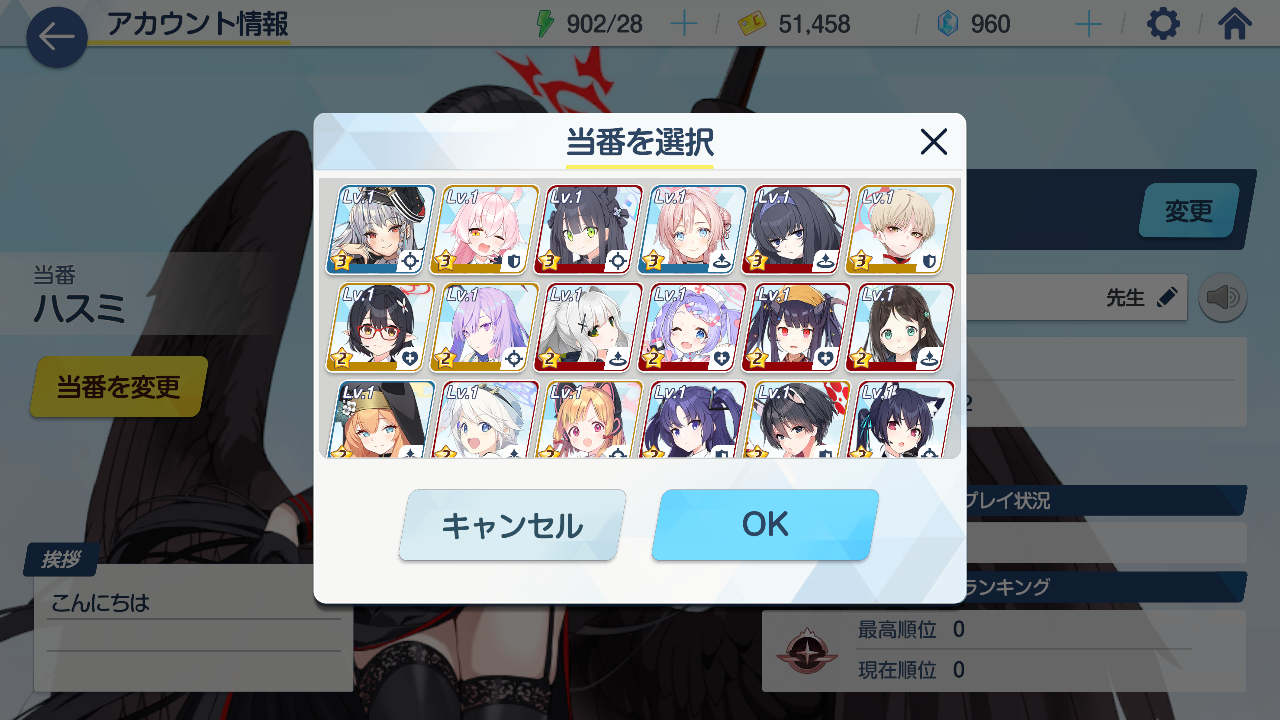 アカウント情報
902/28
51,458
960
当番を選択
Lv.1 Lv.1 Lv.1 Lv.1 Lv.1 Lv.1
3 3 3 3 3 3
Lv.1 Lv.1 Lv.1 Lv.1 Lv.1 Lv.1
2 2 2 2 2 2
Lv.1 Lv.1 Lv.1 Lv.1 Lv.1 Lv.1
変更
当番
ハスミ
先生
当番を変更
2
キャンセル
OK
プレイ状況
挨拶
こんにちは
ランキング
最高順位 0
現在順位 0